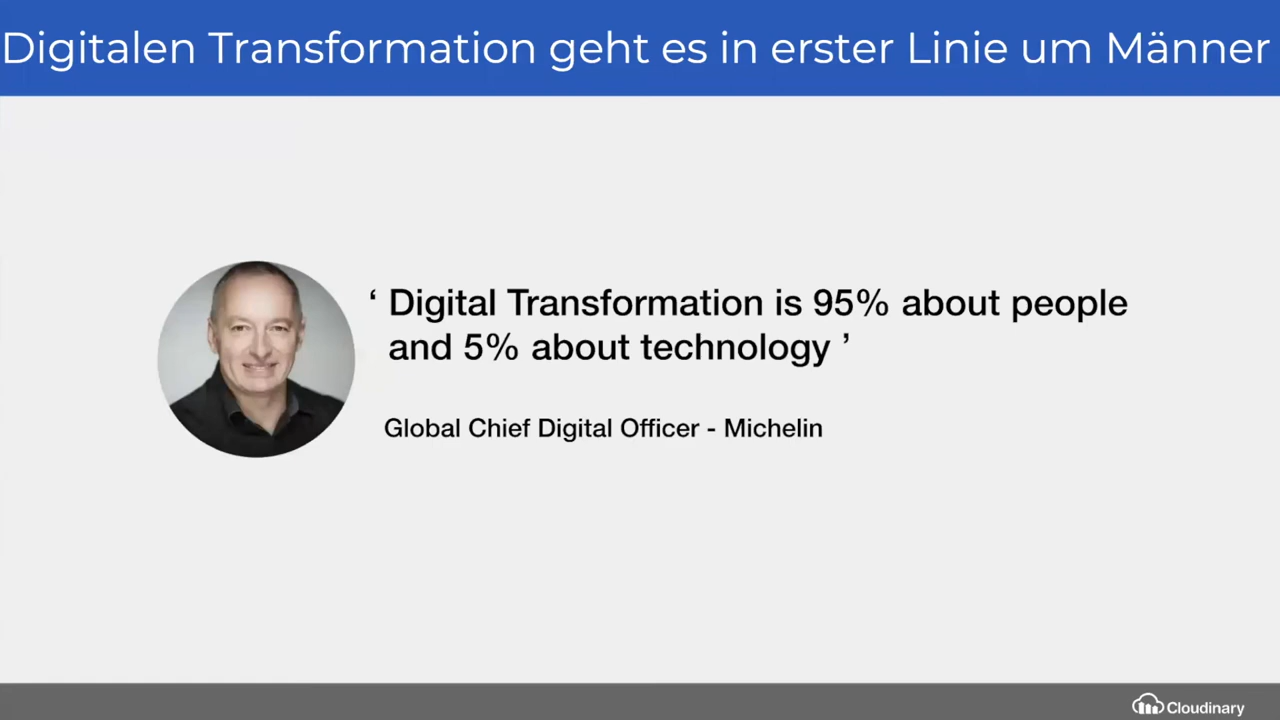 Digitalen Transformation geht es in erster Linie um Männer
‘ Digital Transformation is 95% about people
and 5% about technology ’
Global Chief Digital Officer - Michelin
Cloudinary